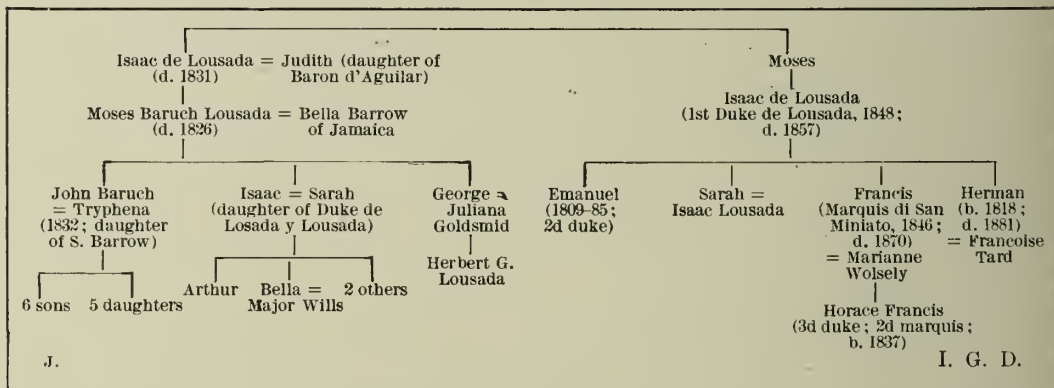 Isaac de Lousada = Judith (daughter of
(d. 1831) Baron d'Aguilar)
Moses Baruch Lousada = Bella Barrow
(d. 1826) of Jamaica
Moses
Isaac de Lousada
(1st Duke de Lousada, 1848;
d. 1857)
John Baruch
= Tryphena
(1832; daughter
of S. Barrow)
6 sons 5 daughters
Isaac = Sarah
(daughter of Duke de
Losada y Lousada)
Arthur Bella = 2 others
Major Wills
George =
Juliana
Goldsmid
Herbert G.
Lousada
Emanuel
(1809-85;
2d duke)
Sarah =
Isaac Lousada
Francis
(Marquis di San
Miniato, 1846;
d. 1870)
= Marianne
Wolsely
Horace Francis
(3d duke; 2d marquis;
b. 1837)
Herman
(b. 1818;
d. 1881)
= Francoise
Tard
J. I. G. D.